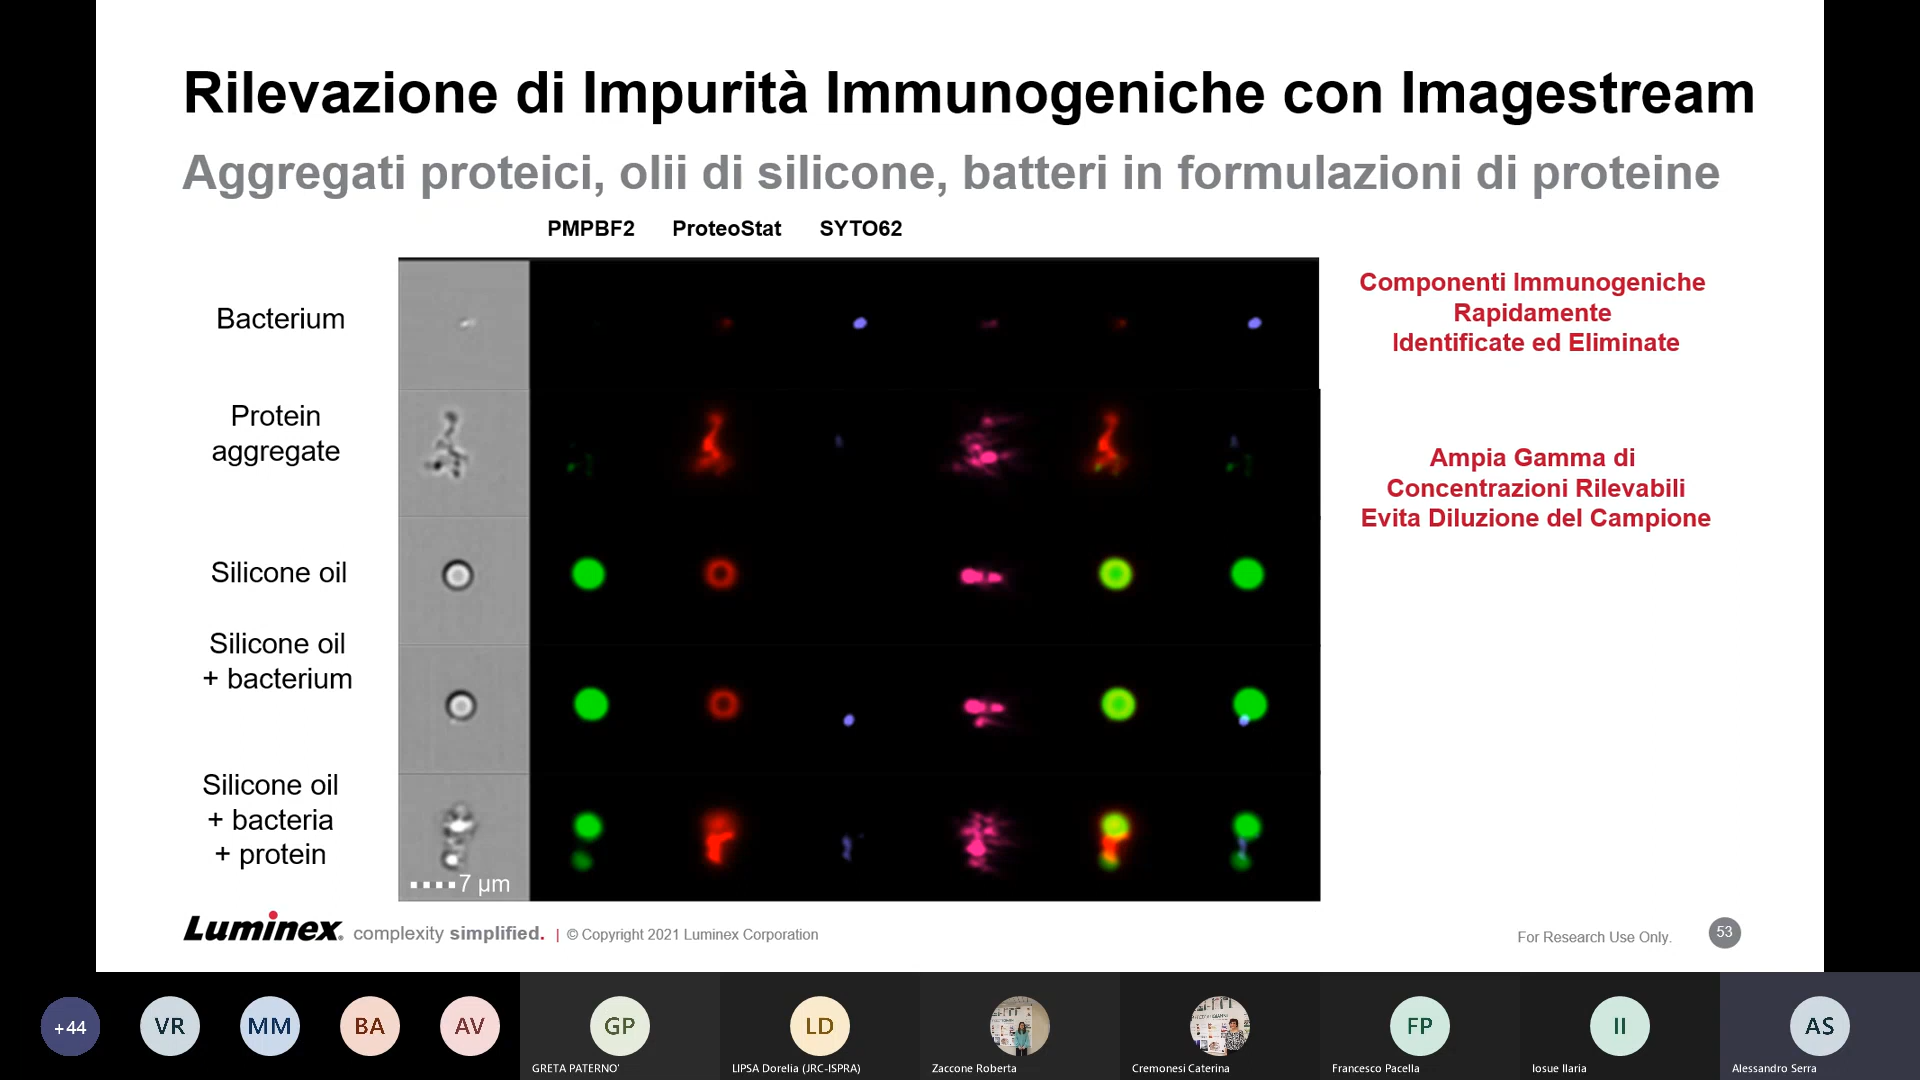 Rilevazione di Impurità Immunogeniche con Imagestream
Aggregati proteici, olii di silicone, batteri in formulazioni di proteine
PMPBF2 ProteoStat SYTO62
Bacterium
Protein
aggregate
Silicone oil
Silicone oil
+ bacterium
Silicone oil
+ bacteria
+ protein
7 μm
Componenti Immunogeniche
Rapidamente
Identificate ed Eliminate
Ampia Gamma di
Concentrazioni Rilevabili
Evita Diluzione del Campione
Luminex complexity simplified. | © Copyright 2021 Luminex Corporation
For Research Use Only. 53
+44 VR MM BA AV GP LD FP II AS
GRETA PATERNO' LIPSA Dorelia (JRC-ISPRA) Zaccone Roberta Cremonesi Caterina Francesco Pacella Iosue Ilaria Alessandro Serra